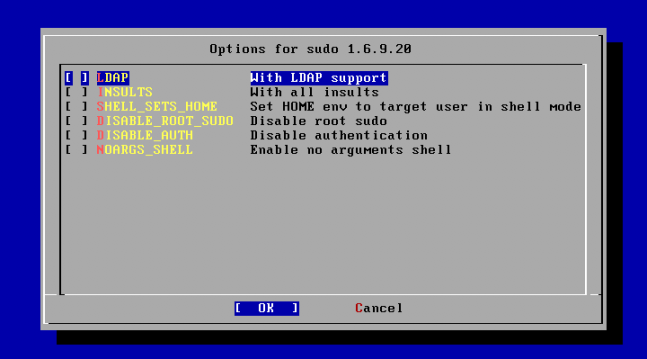 Options for sudo 1.6.9.20
[ ] LDAP With LDAP support
[ ] INSULTS With all insults
[ ] SHELL_SETS_HOME Set HOME env to target user in shell mode
[ ] DISABLE_ROOT_SUDO Disable root sudo
[ ] DISABLE_AUTH Disable authentication
[ ] NOARGS_SHELL Enable no arguments shell
[ OK ] Cancel